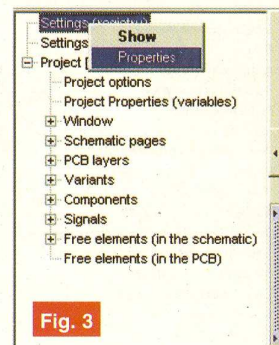 Settings (variety)
Show
Settings
Properties
Project [
Project options
Project Properties (variables)
Window
Schematic pages
PCB layers
Variants
Components
Signals
Free elements (in the schematic)
Free elements (in the PCB)
Fig. 3